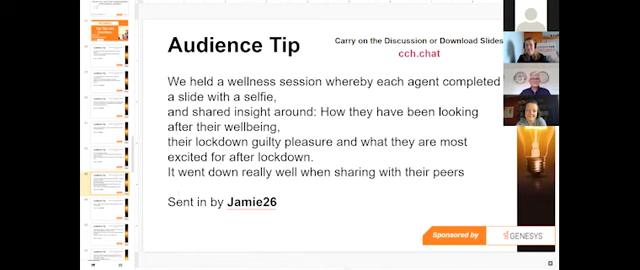 Audience Tip
Carry on the Discussion or Download Slides
cch.chat
We held a wellness session whereby each agent completed
a slide with a selfie,
and shared insight around: How they have been looking
after their wellbeing,
their lockdown guilty pleasure and what they are most
excited for after lockdown.
It went down really well when sharing with their peers
Sent in by Jamie26
Sponsored by
GENESYS